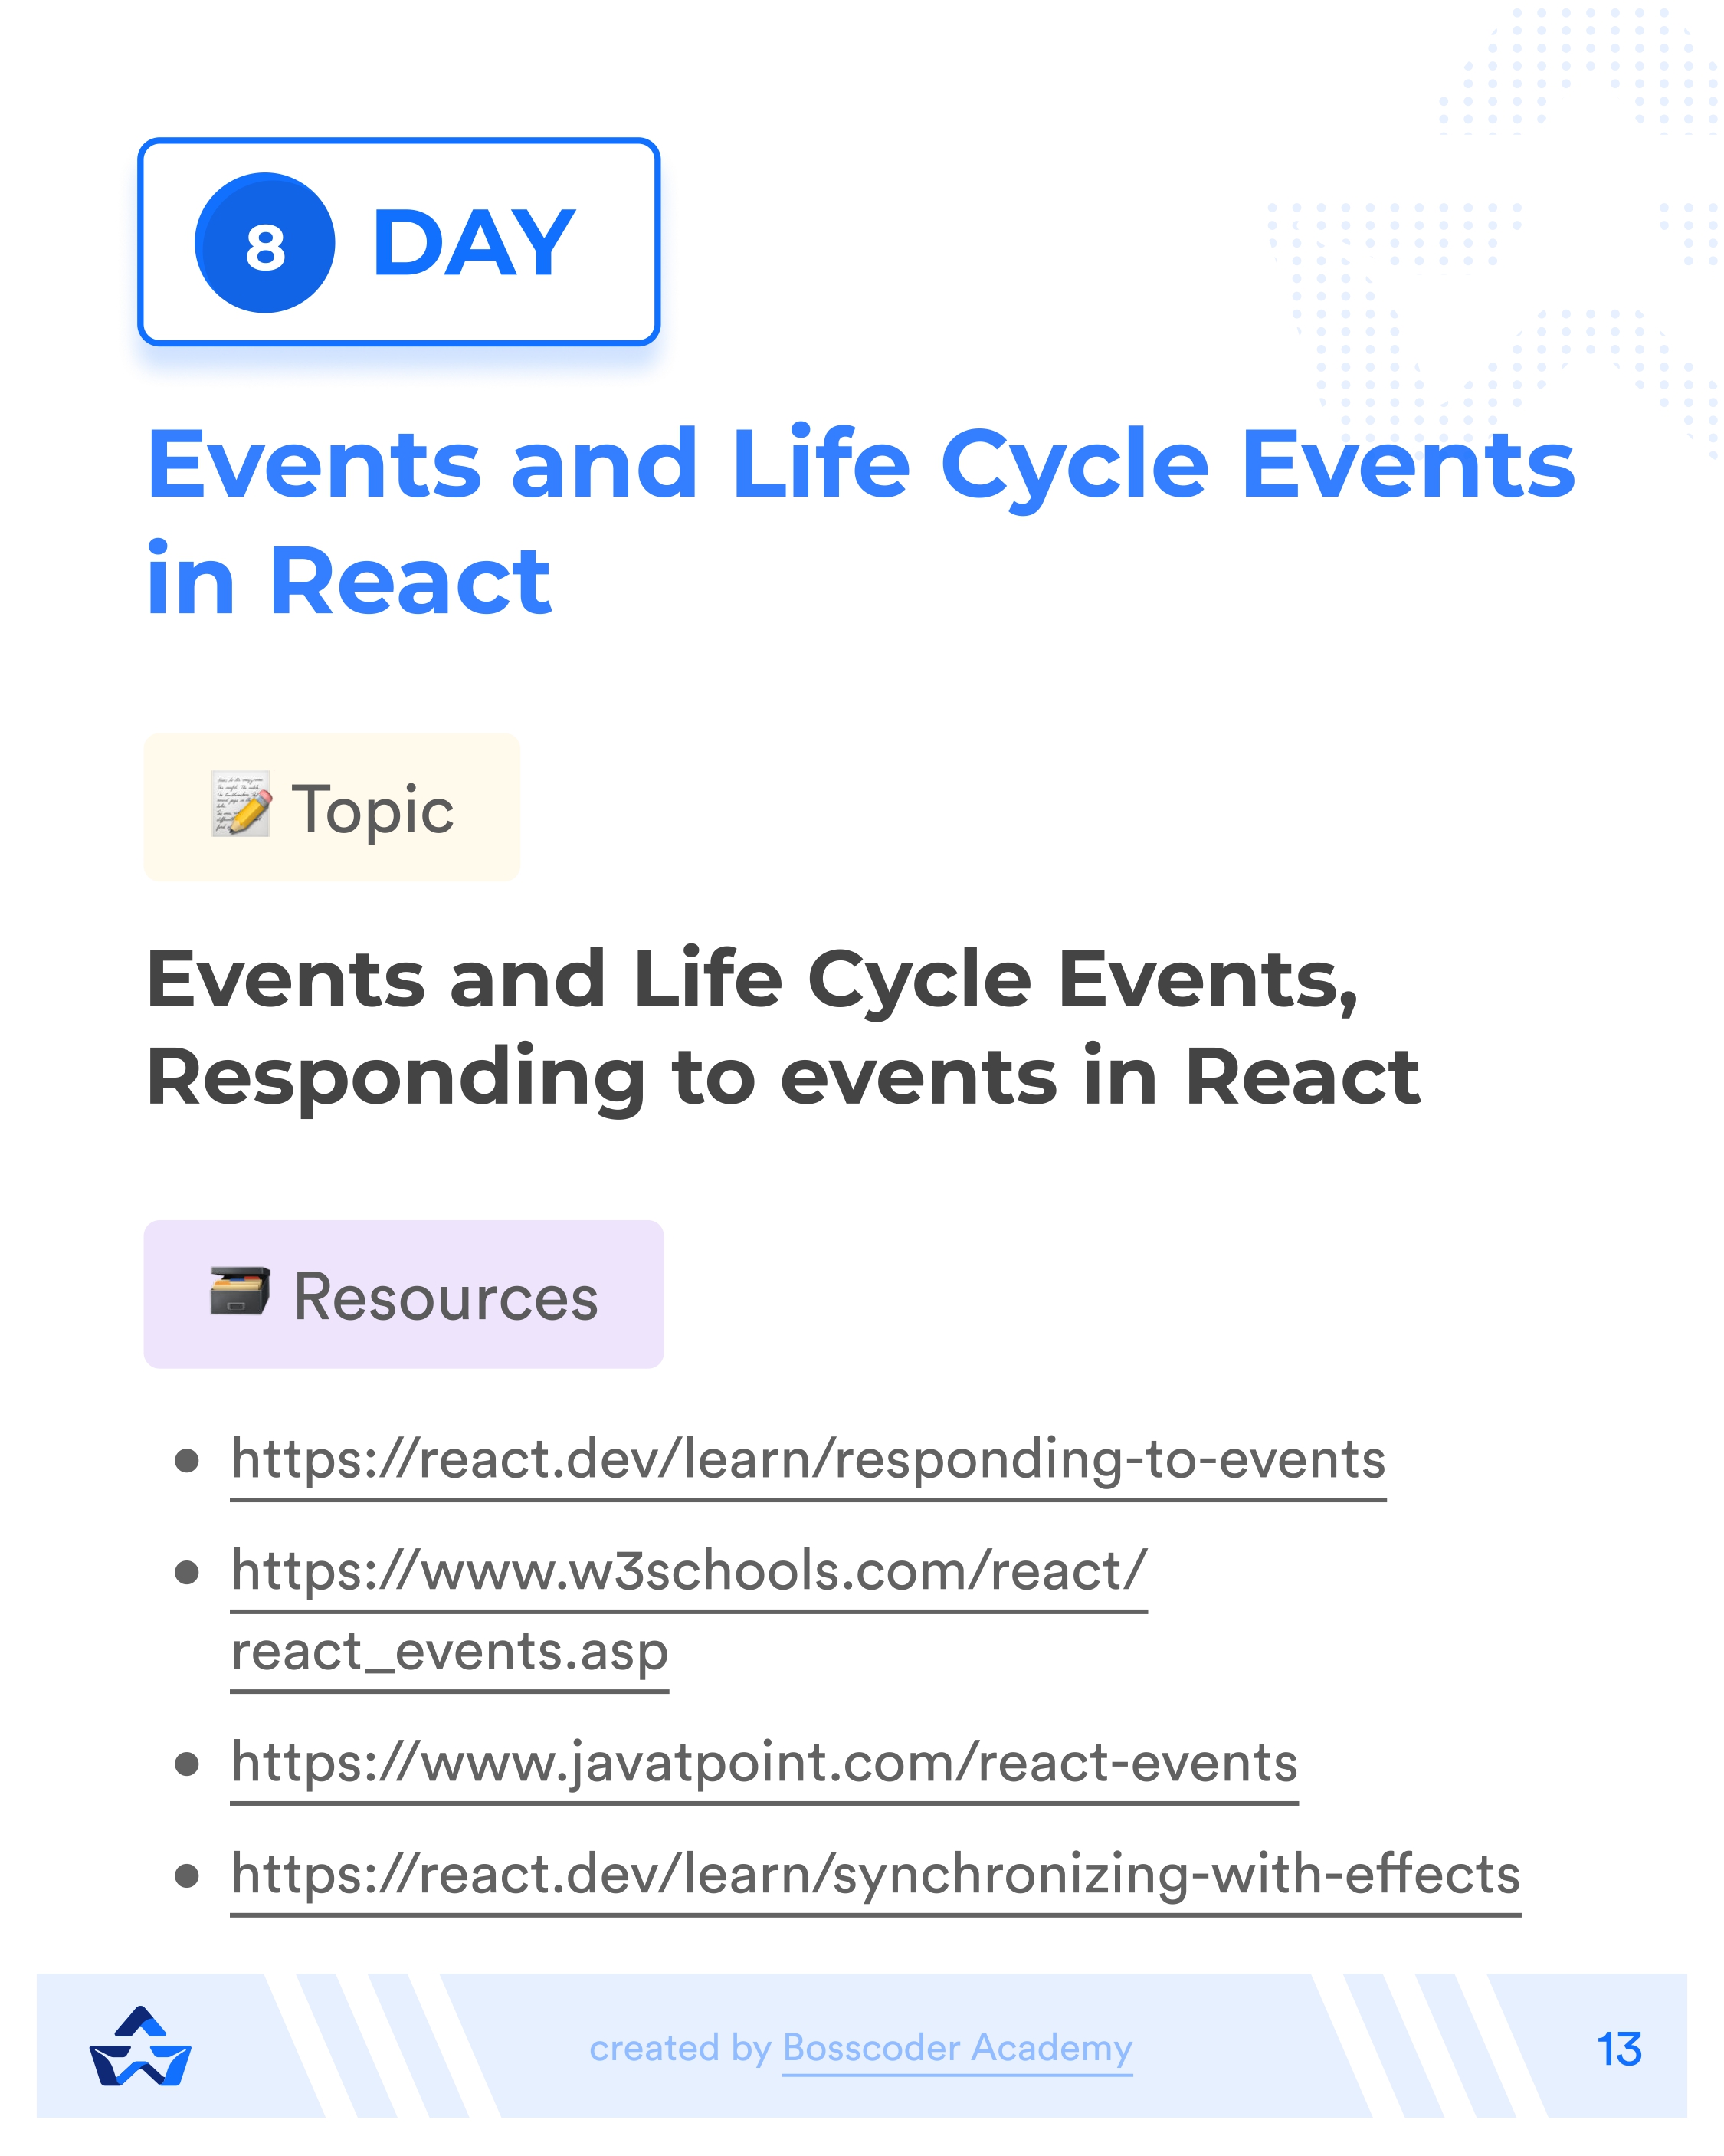 8 DAY
Events and Life Cycle Events
in React
Topic
Events and Life Cycle Events,
Responding to events in React
Resources
https://react.dev/learn/responding-to-events
https://www.w3schools.com/react/
react_events.asp
https://www.javatpoint.com/react-events
https://react.dev/learn/synchronizing-with-effects
created by Bosscoder Academy
13